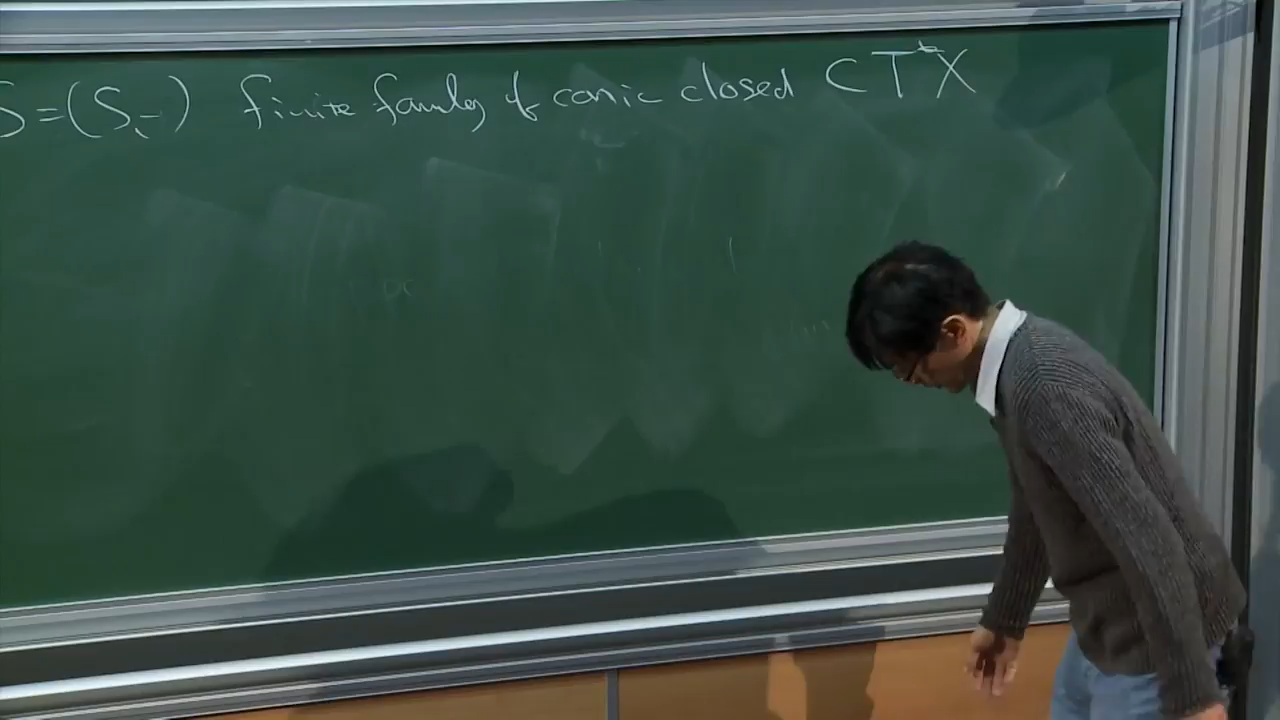 S = (S_i) finite family of conic closed ⊂ T*X